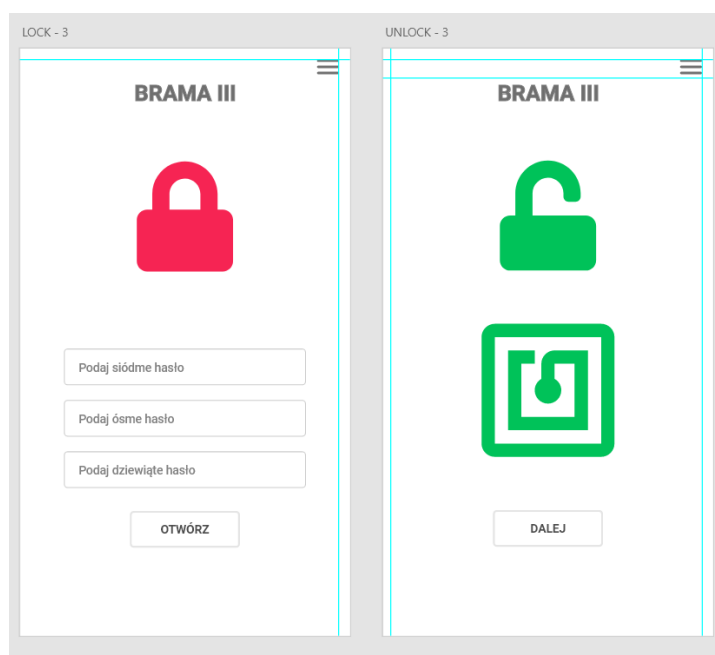 LOCK - 3
BRAMA III
Podaj siódme hasło
Podaj ósme hasło
Podaj dziewiąte hasło
OTWÓRZ
UNLOCK - 3
BRAMA III
DALEJ